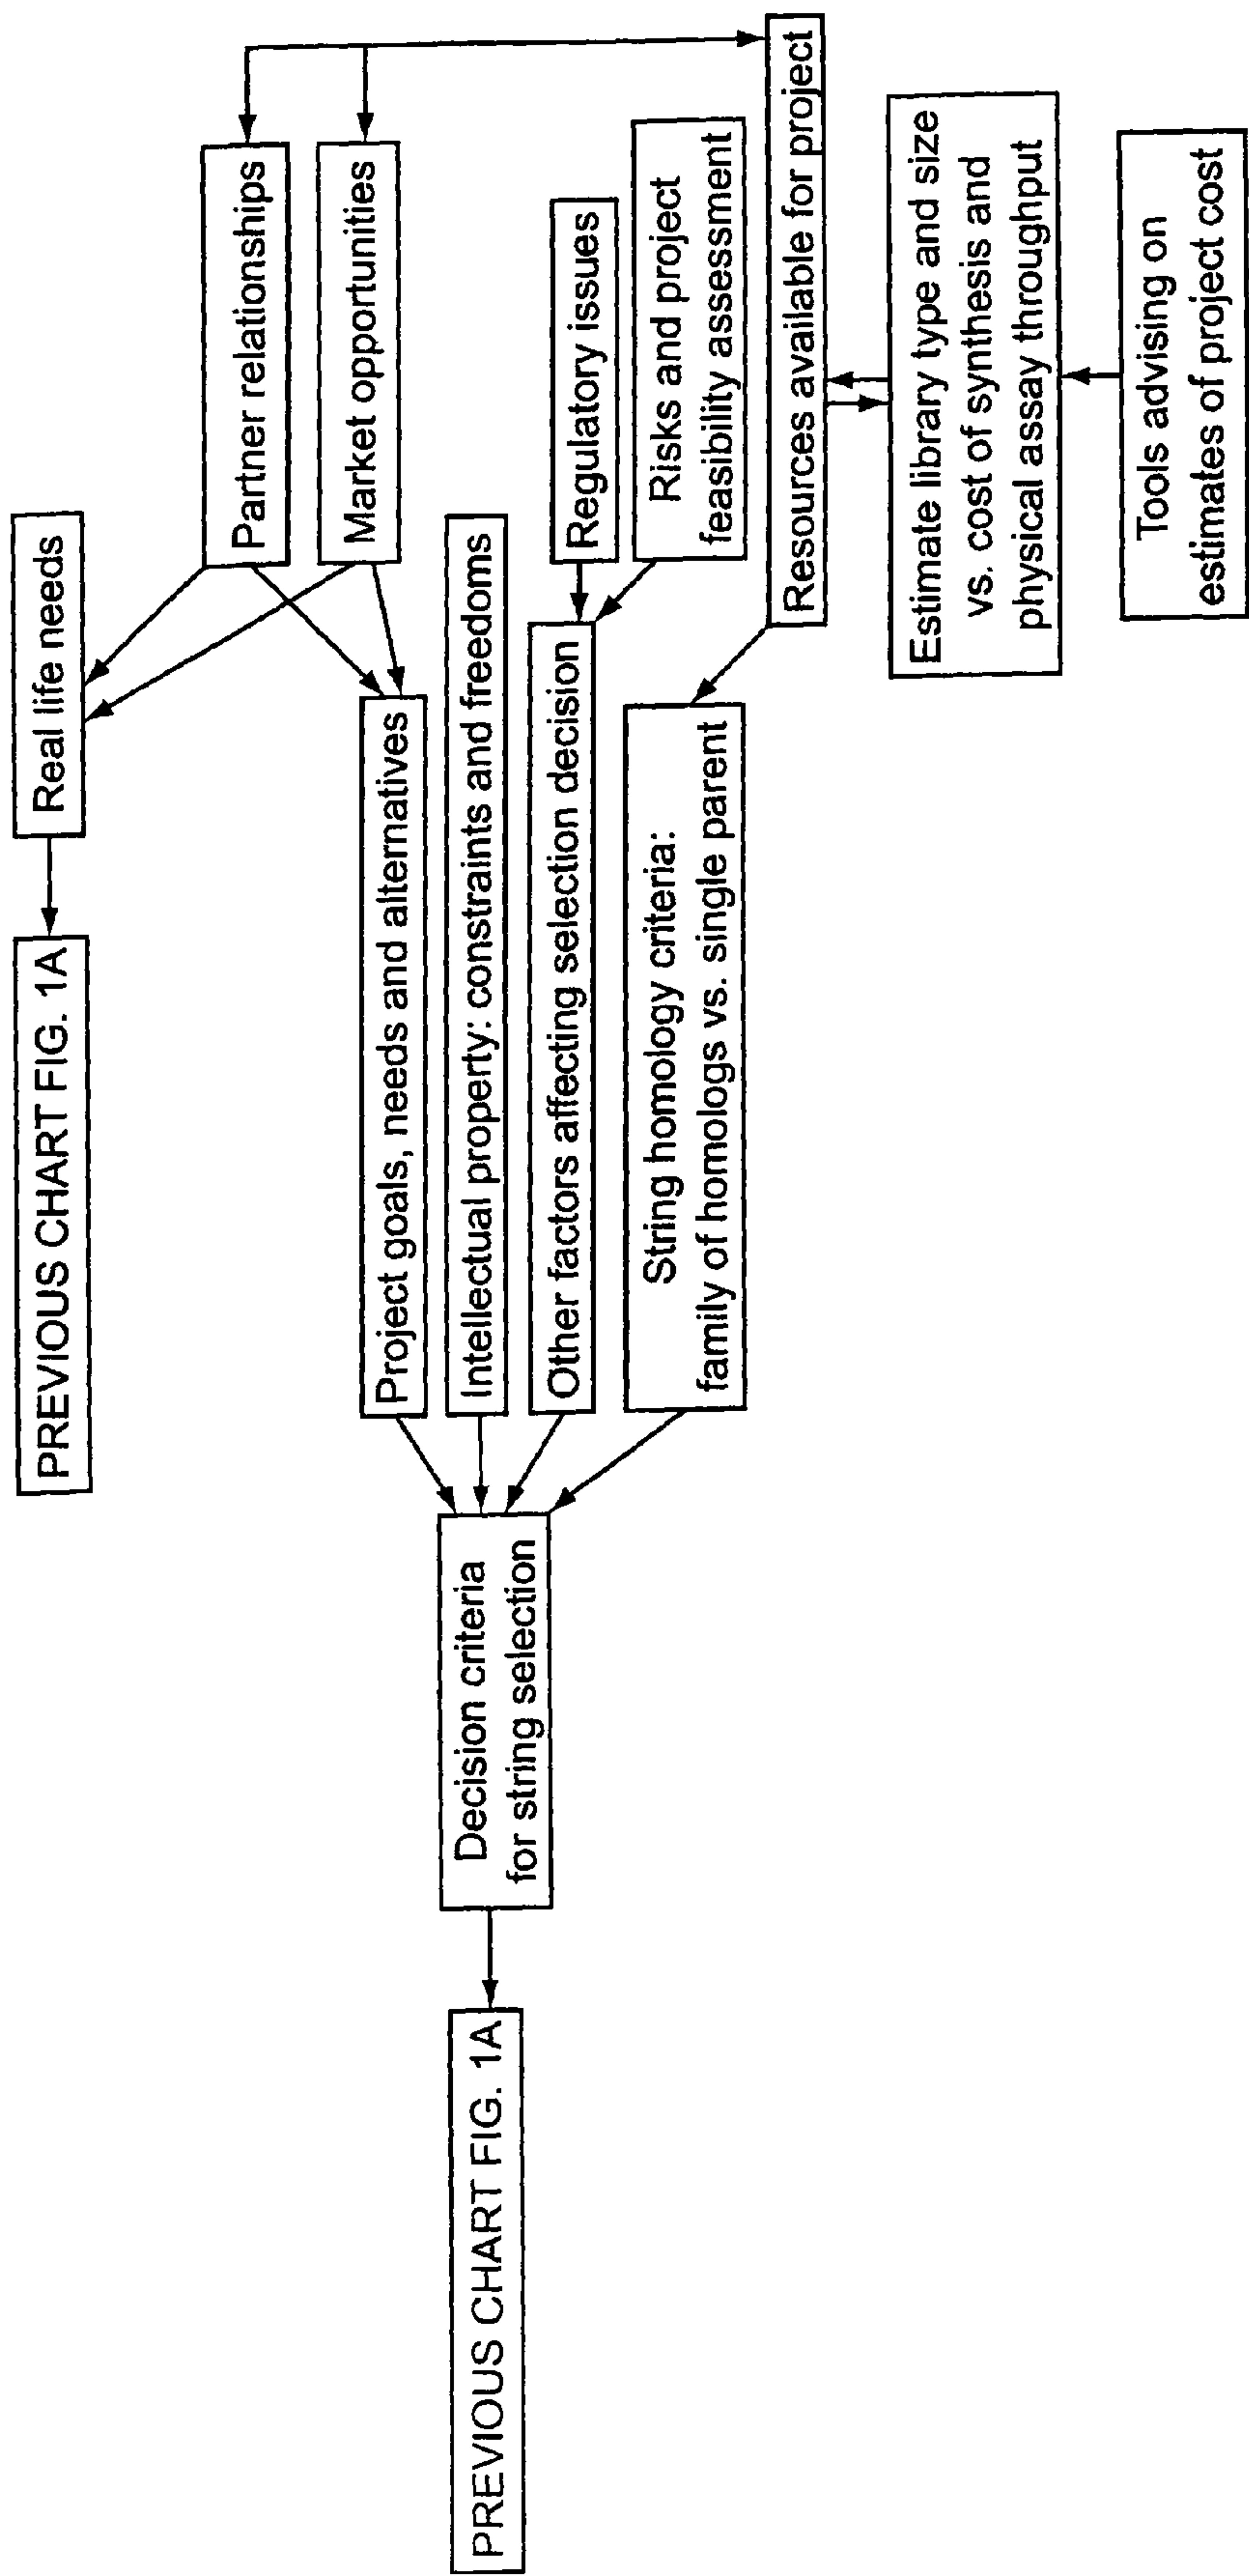 PREVIOUS CHART FIG. 1A
Real life needs
Partner relationships
Market opportunities
Project goals, needs and alternatives
PREVIOUS CHART FIG. 1A
Decision criteria
for string selection
Intellectual property: constraints and freedoms
Other factors affecting selection decision
Regulatory issues
Risks and project
feasibility assessment
String homology criteria:
family of homologs vs. single parent
Resources available for project
Estimate library type and size
vs. cost of synthesis and
physical assay throughput
Tools advising on
estimates of project cost